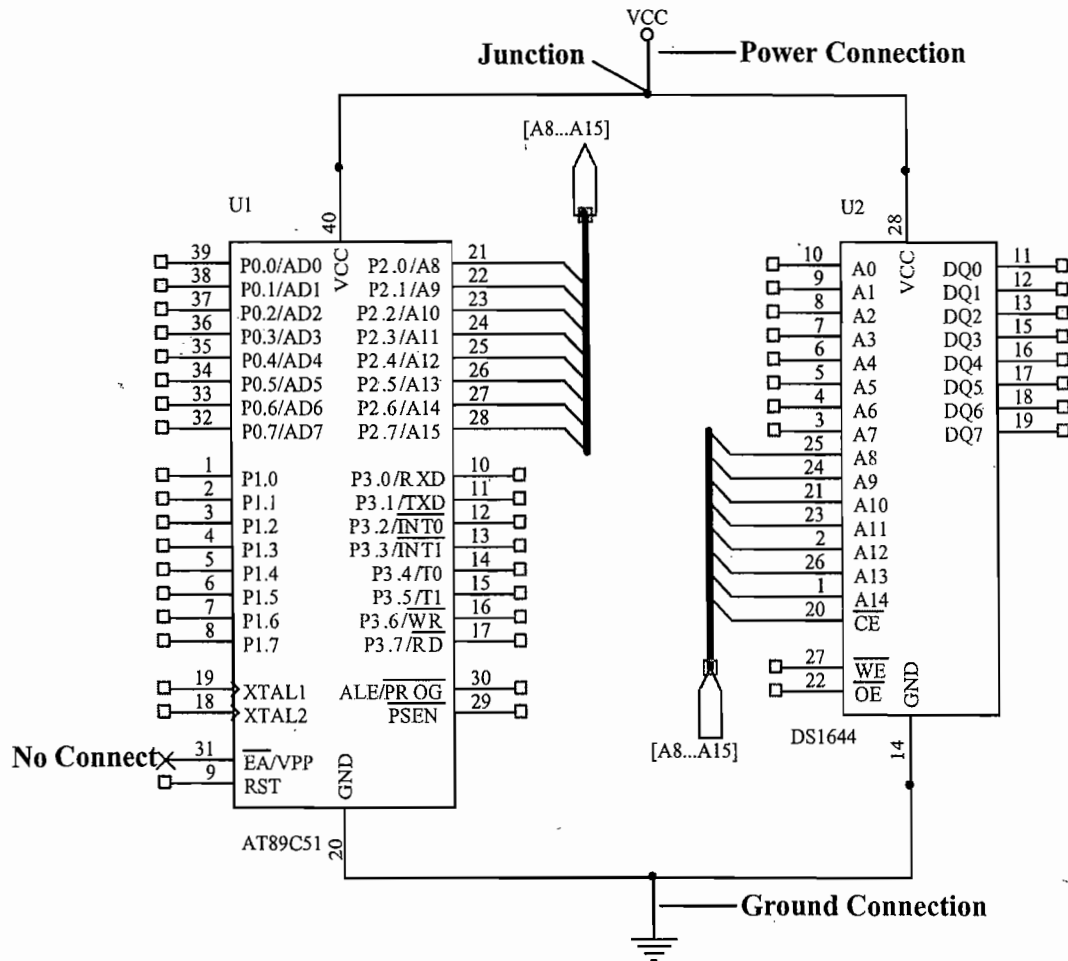 VCC
Junction
Power Connection
[A8...A15]
U1
40
VCC
39 P0.0/AD0
38 P0.1/AD1
37 P0.2/AD2
36 P0.3/AD3
35 P0.4/AD4
34 P0.5/AD5
33 P0.6/AD6
32 P0.7/AD7
1 P1.0
2 P1.1
3 P1.2
4 P1.3
5 P1.4
6 P1.5
7 P1.6
8 P1.7
19 XTAL1
18 XTAL2
No Connect 31 EA/VPP
9 RST
P2.0/A8 21
P2.1/A9 22
P2.2/A10 23
P2.3/A11 24
P2.4/A12 25
P2.5/A13 26
P2.6/A14 27
P2.7/A15 28
P3.0/RXD 10
P3.1/TXD 11
P3.2/INT0 12
P3.3/INT1 13
P3.4/T0 14
P3.5/T1 15
P3.6/WR 16
P3.7/RD 17
ALE/PROG 30
PSEN 29
GND
20
AT89C51
U2
28
VCC
10 A0
9 A1
8 A2
7 A3
6 A4
5 A5
4 A6
3 A7
25 A8
24 A9
21 A10
23 A11
2 A12
26 A13
1 A14
20 CE
27 WE
22 OE
DQ0 11
DQ1 12
DQ2 13
DQ3 15
DQ4 16
DQ5 17
DQ6 18
DQ7 19
GND
14
DS1644
[A8...A15]
Ground Connection